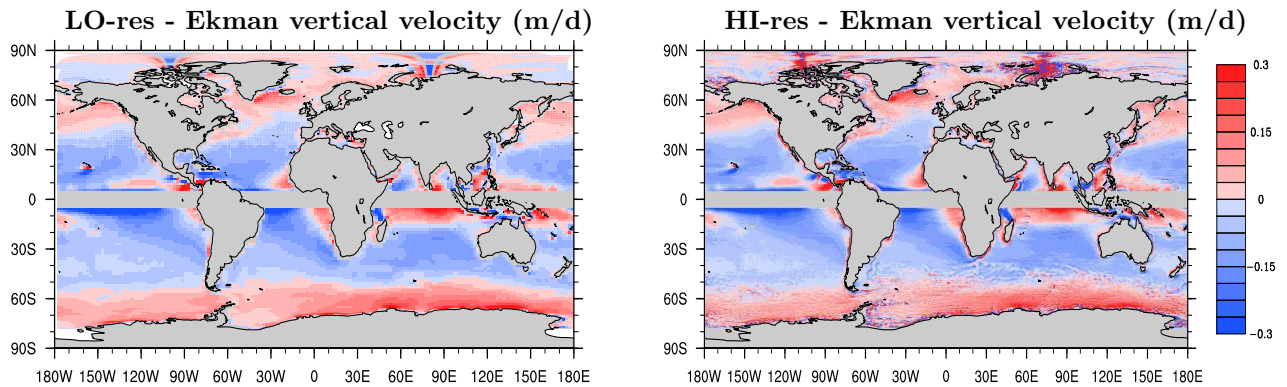 LO-res - Ekman vertical velocity (m/d)
90N
60N
30N
0
30S
60S
90S
180W 150W 120W 90W 60W 30W 0 30E 60E 90E 120E 150E 180E
HI-res - Ekman vertical velocity (m/d)
90N
60N
30N
0
30S
60S
90S
180W 150W 120W 90W 60W 30W 0 30E 60E 90E 120E 150E 180E
0.3
0.15
0
-0.15
-0.3